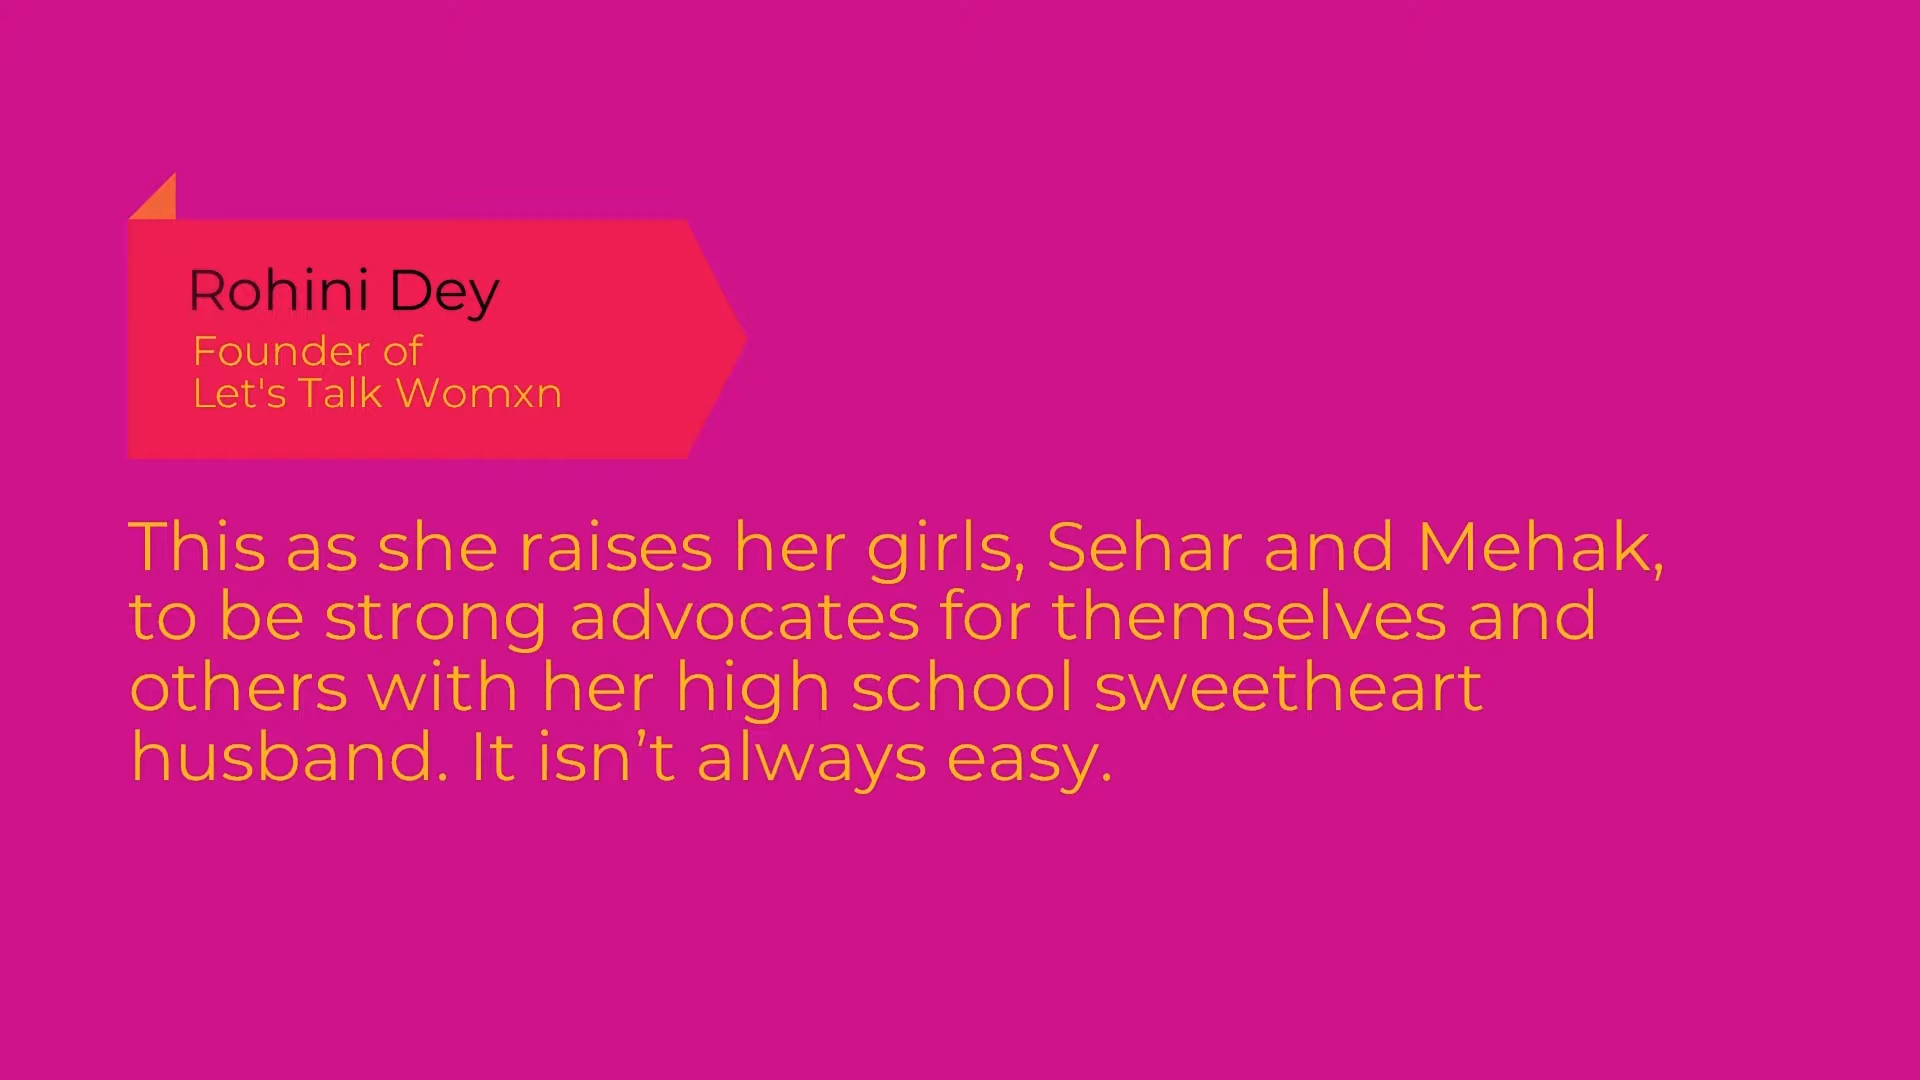 Rohini Dey
Founder of
Let's Talk Womxn
This as she raises her girls, Sehar and Mehak,
to be strong advocates for themselves and
others with her high school sweetheart
husband. It isn’t always easy.